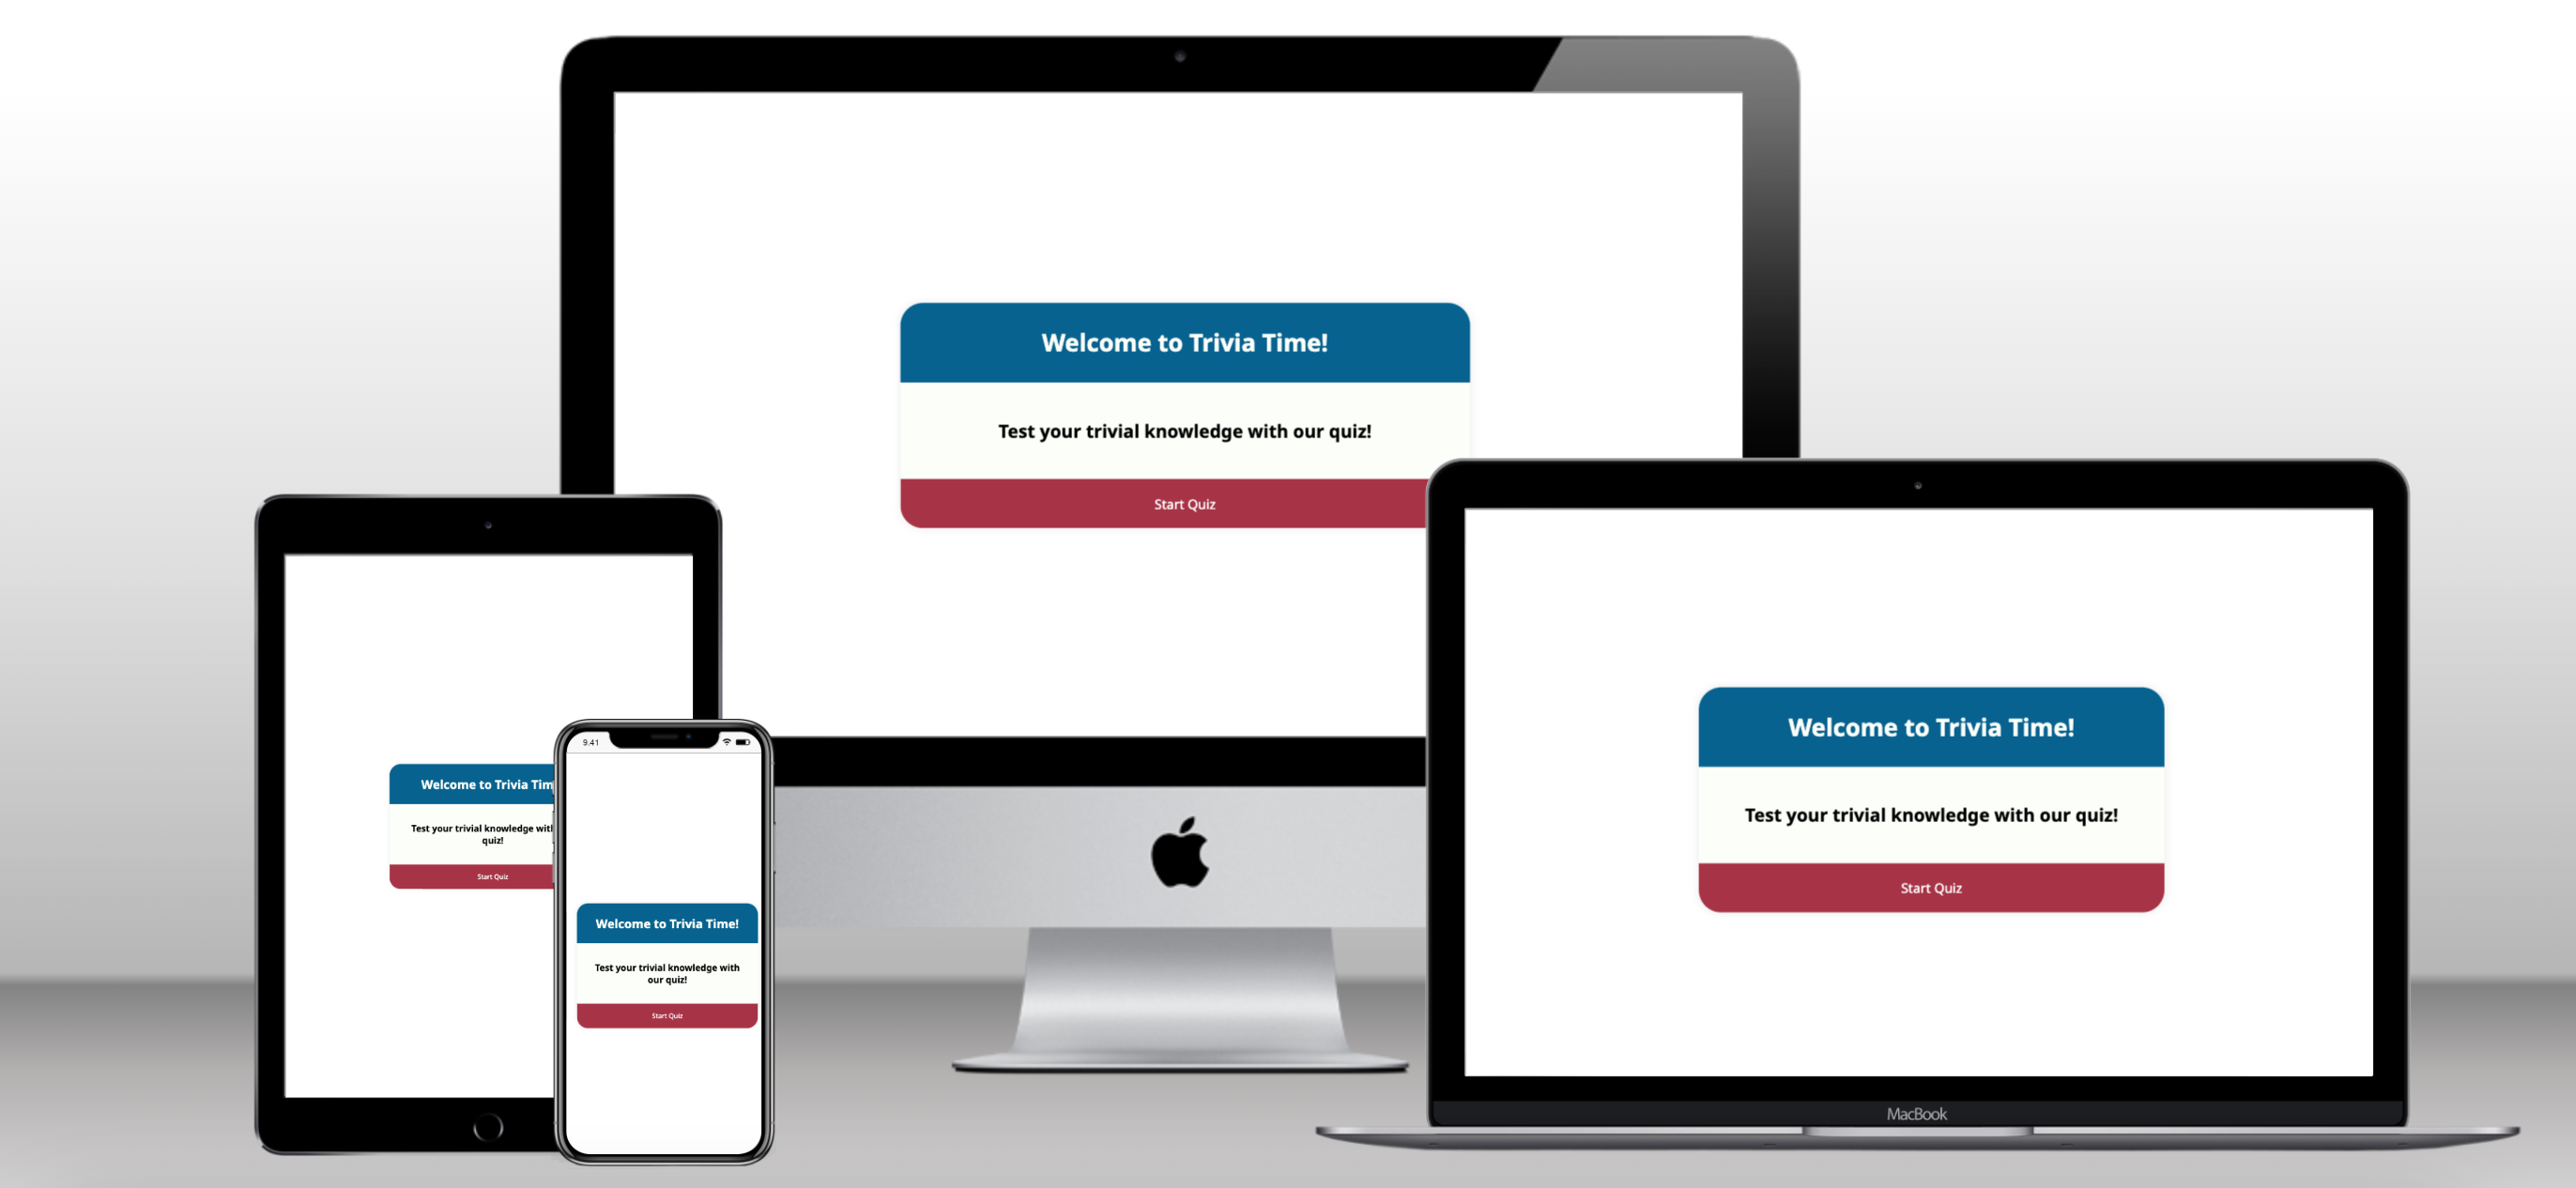 Welcome to Trivia Time!
Test your trivial knowledge with our quiz!
Start Quiz
Welcome to Trivia Tim
Test your trivial knowledge with
quiz!
Start Quiz
9.41
Welcome to Trivia Time!
Test your trivial knowledge with
our quiz!
Start Quiz
Welcome to Trivia Time!
Test your trivial knowledge with our quiz!
Start Quiz
MacBook